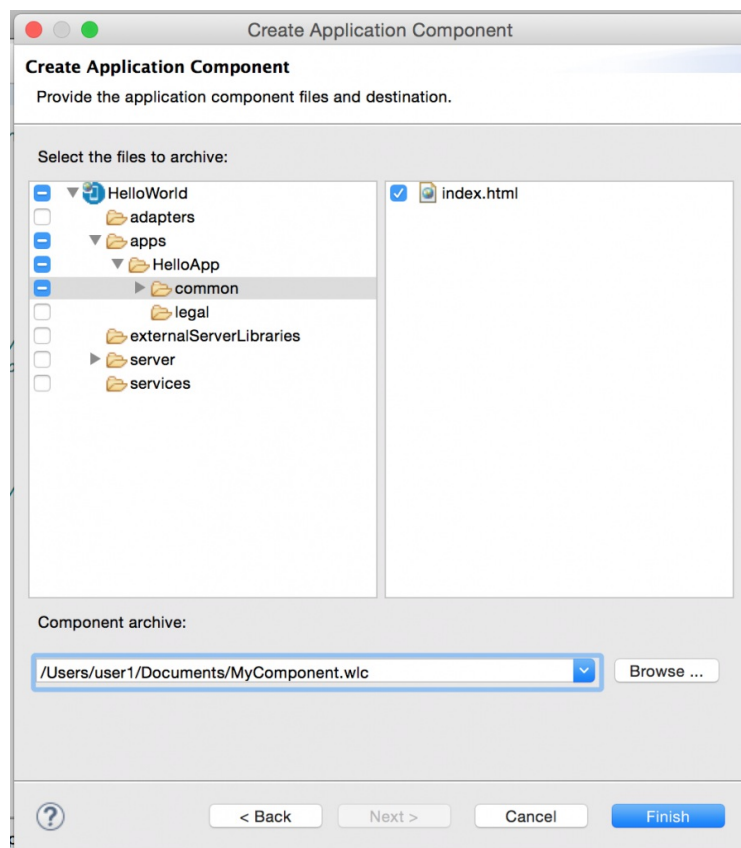 Create Application Component
Create Application Component
Provide the application component files and destination.
Select the files to archive:
HelloWorld
adapters
apps
HelloApp
common
legal
externalServerLibraries
server
services
index.html
Component archive:
/Users/user1/Documents/MyComponent.wlc
Browse ...
?
< Back
Next >
Cancel
Finish